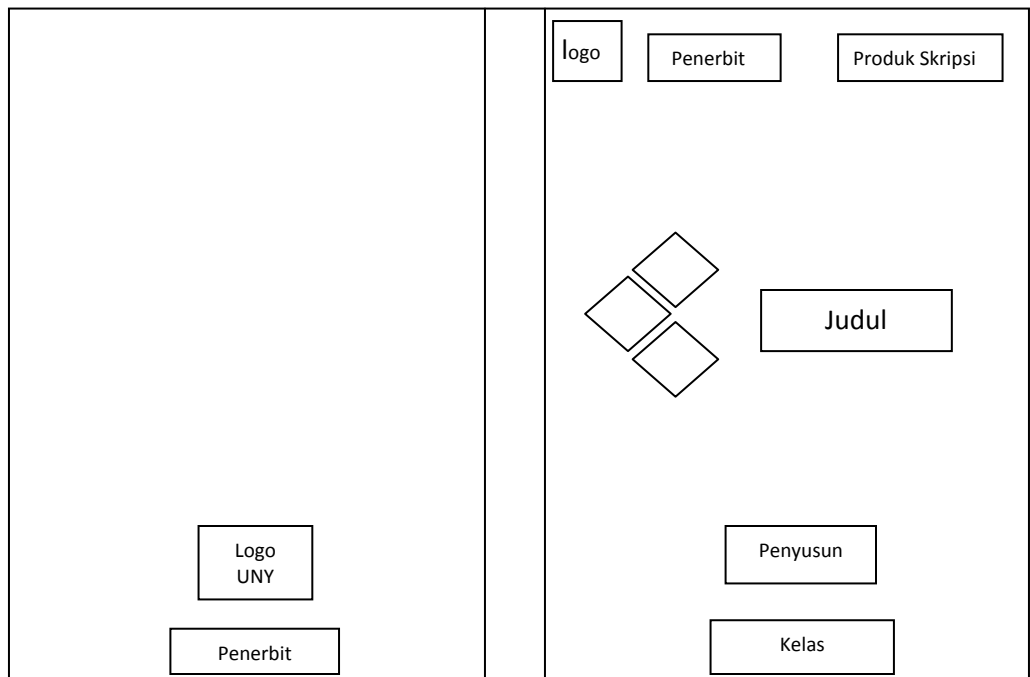 logo
Penerbit
Produk Skripsi
Judul
Logo
UNY
Penyusun
Penerbit
Kelas